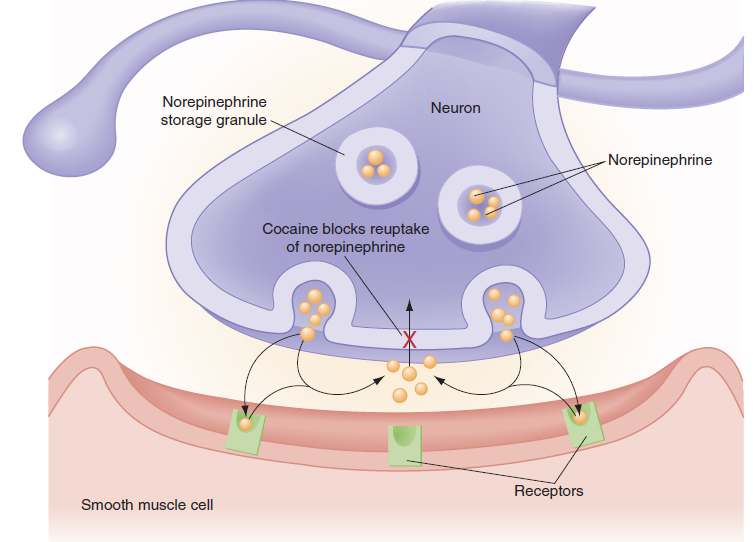 Norepinephrine
storage granule
Neuron
Norepinephrine
Cocaine blocks reuptake
of norepinephrine
X
Receptors
Smooth muscle cell